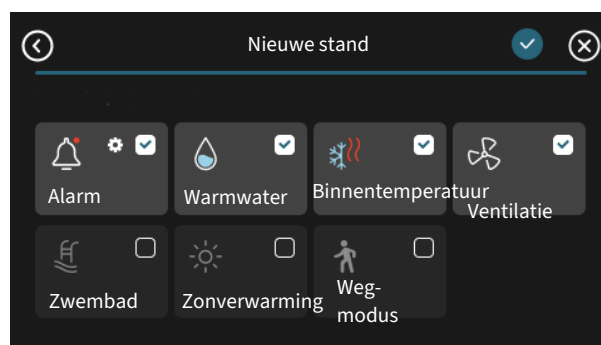 Nieuwe stand
Alarm
Warmwater
Binnentemperatuur
Ventilatie
Zwembad
Zonverwarming
Weg-
modus